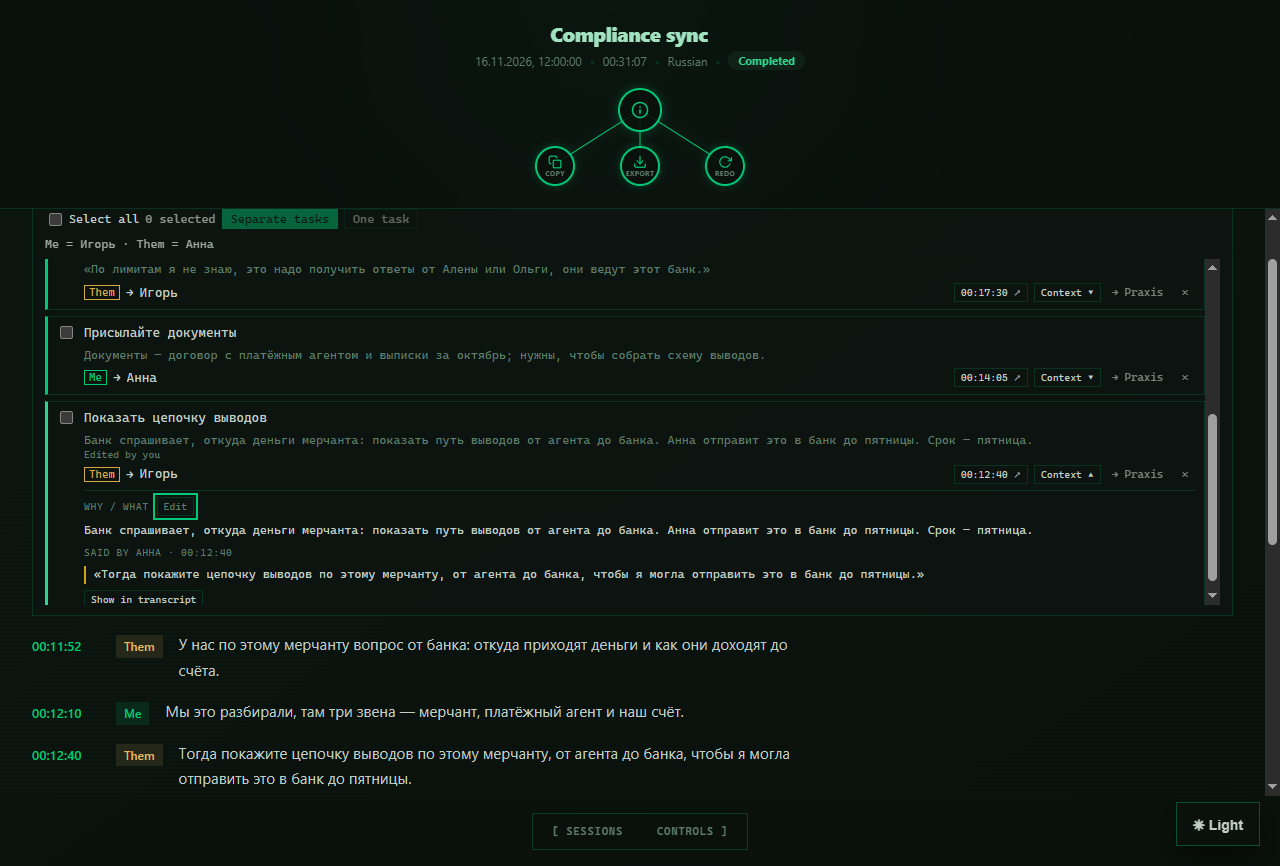 Compliance sync
16.11.2026, 12:00:00 · 00:31:07 · Russian · Completed
COPY
EXPORT
REDO
Select all 0 selected Separate tasks One task
Me = Игорь · Them = Анна
«По лимитам я не знаю, это надо получить ответы от Алены или Ольги, они ведут этот банк.»
Them → Игорь 00:17:30 ↗ Context ▾ → Praxis ×
Присылайте документы
Документы — договор с платёжным агентом и выписки за октябрь; нужны, чтобы собрать схему выводов.
Me → Анна 00:14:05 ↗ Context ▾ → Praxis ×
Показать цепочку выводов
Банк спрашивает, откуда деньги мерчанта: показать путь выводов от агента до банка. Анна отправит это в банк до пятницы. Срок — пятница.
Edited by you
Them → Игорь 00:12:40 ↗ Context ▴ → Praxis ×
WHY / WHAT Edit
Банк спрашивает, откуда деньги мерчанта: показать путь выводов от агента до банка. Анна отправит это в банк до пятницы. Срок — пятница.
SAID BY АННА · 00:12:40
«Тогда покажите цепочку выводов по этому мерчанту, от агента до банка, чтобы я могла отправить это в банк до пятницы.»
Show in transcript
00:11:52 Them У нас по этому мерчанту вопрос от банка: откуда приходят деньги и как они доходят до
счёта.
00:12:10 Me Мы это разбирали, там три звена — мерчант, платёжный агент и наш счёт.
00:12:40 Them Тогда покажите цепочку выводов по этому мерчанту, от агента до банка, чтобы я могла
отправить это в банк до пятницы.
[ SESSIONS CONTROLS ]
Light